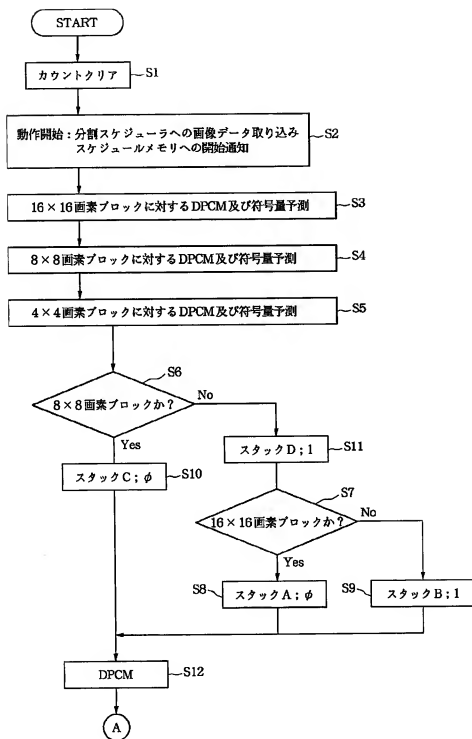 START
カウントクリア
S1
動作開始：分割スケジューラへの画像データ取り込み
スケジュールメモリへの開始通知
S2
16×16画素ブロックに対するDPCM及び符号量予測
S3
8×8画素ブロックに対するDPCM及び符号量予測
S4
4×4画素ブロックに対するDPCM及び符号量予測
S5
S6
8×8画素ブロックか？
No
Yes
スタックD；1
S11
スタックC；φ
S10
S7
16×16画素ブロックか？
No
Yes
S8
スタックA；φ
S9
スタックB；1
DPCM
S12
A